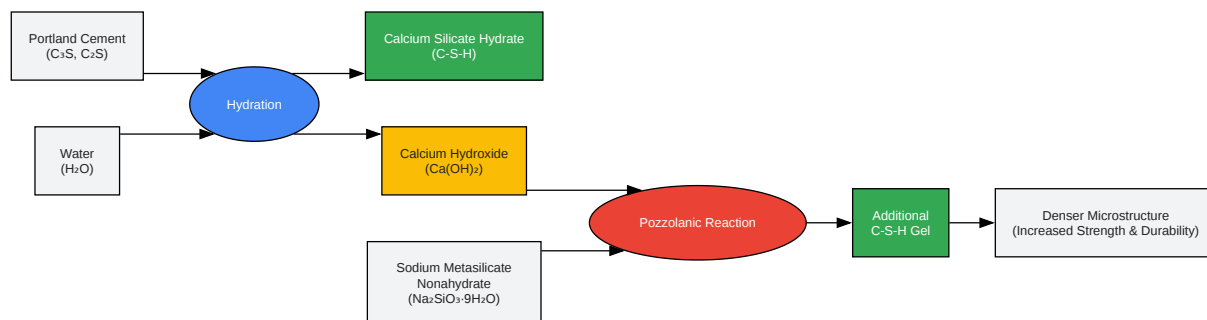 Portland Cement
(C₃S, C₂S)
Calcium Silicate Hydrate
(C-S-H)
Hydration
Water
(H₂O)
Calcium Hydroxide
(Ca(OH)₂)
Pozzolanic Reaction
Additional
C-S-H Gel
Denser Microstructure
(Increased Strength & Durability)
Sodium Metasilicate
Nonahydrate
(Na₂SiO₃·9H₂O)